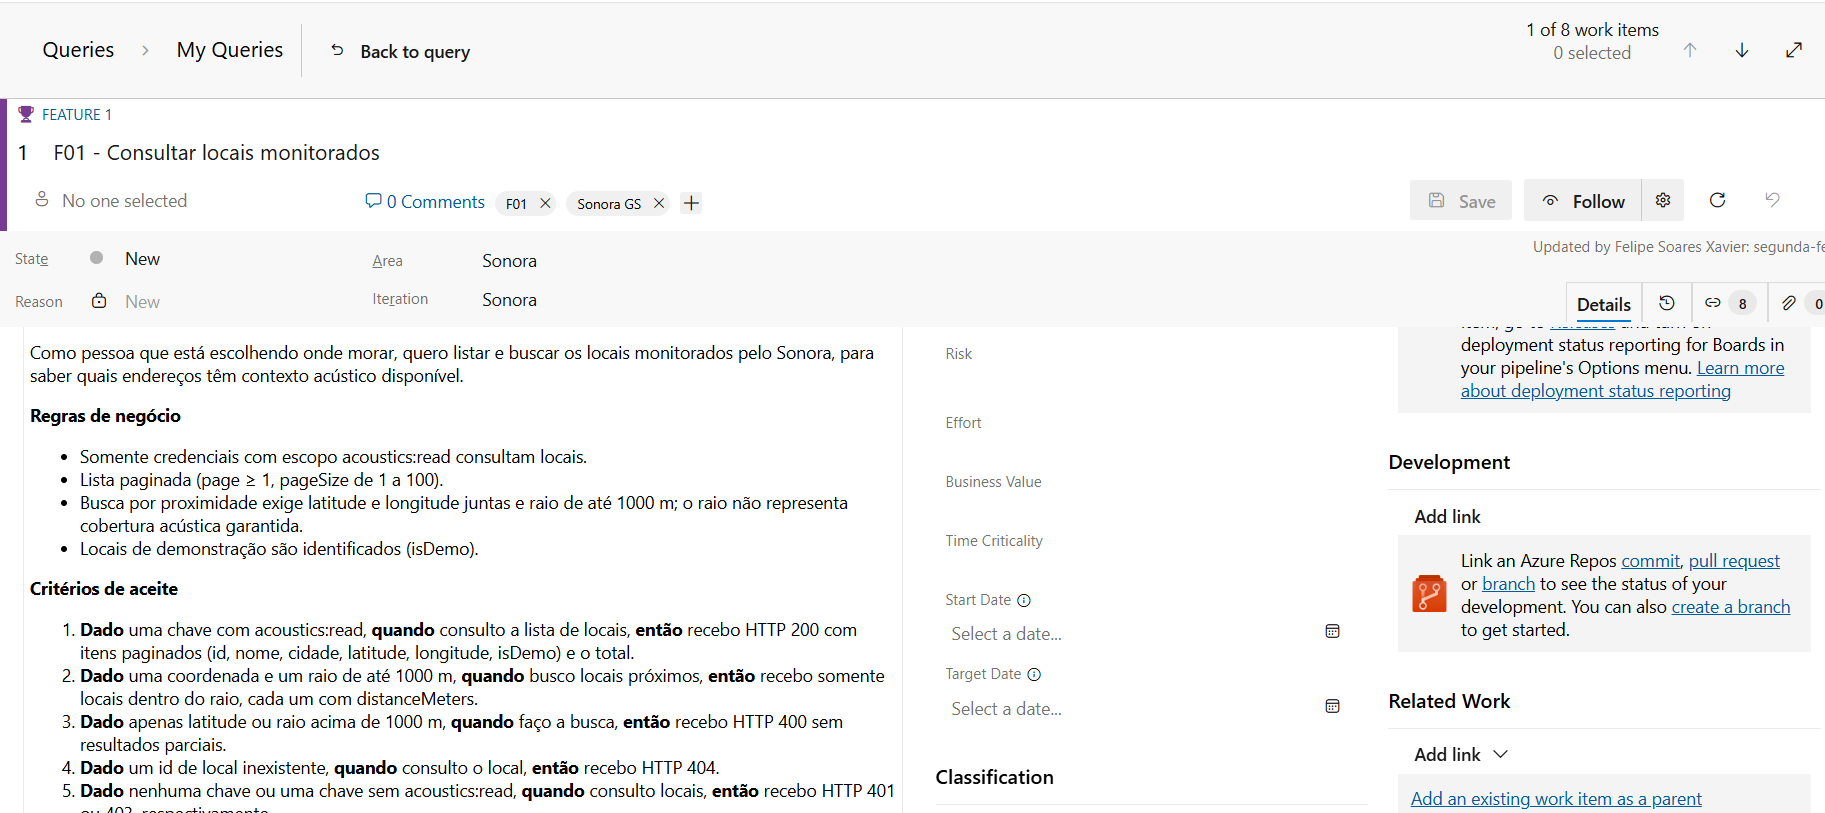 Queries
My Queries
Back to query
1 of 8 work items
0 selected
FEATURE 1
1 F01 - Consultar locais monitorados
No one selected
0 Comments
F01
Sonora GS
Save
Follow
State
New
Area
Sonora
Updated by Felipe Soares Xavier: segunda-fe
Reason
New
Iteration
Sonora
Details
8
0
Como pessoa que está escolhendo onde morar, quero listar e buscar os locais monitorados pelo Sonora, para
saber quais endereços têm contexto acústico disponível.
Regras de negócio
• Somente credenciais com escopo acoustics:read consultam locais.
• Lista paginada (page ≥ 1, pageSize de 1 a 100).
• Busca por proximidade exige latitude e longitude juntas e raio de até 1000 m; o raio não representa
cobertura acústica garantida.
• Locais de demonstração são identificados (isDemo).
Critérios de aceite
1. Dado uma chave com acoustics:read, quando consulto a lista de locais, então recebo HTTP 200 com
itens paginados (id, nome, cidade, latitude, longitude, isDemo) e o total.
2. Dado uma coordenada e um raio de até 1000 m, quando busco locais próximos, então recebo somente
locais dentro do raio, cada um com distanceMeters.
3. Dado apenas latitude ou raio acima de 1000 m, quando faço a busca, então recebo HTTP 400 sem
resultados parciais.
4. Dado um id de local inexistente, quando consulto o local, então recebo HTTP 404.
5. Dado nenhuma chave ou uma chave sem acoustics:read, quando consulto locais, então recebo HTTP 401
ou 403, respectivamente.
Risk
Effort
Business Value
Time Criticality
Start Date
Select a date...
Target Date
Select a date...
Classification
item, go to Releases and turn on
deployment status reporting for Boards in
your pipeline's Options menu. Learn more
about deployment status reporting
Development
Add link
Link an Azure Repos commit, pull request
or branch to see the status of your
development. You can also create a branch
to get started.
Related Work
Add link
Add an existing work item as a parent